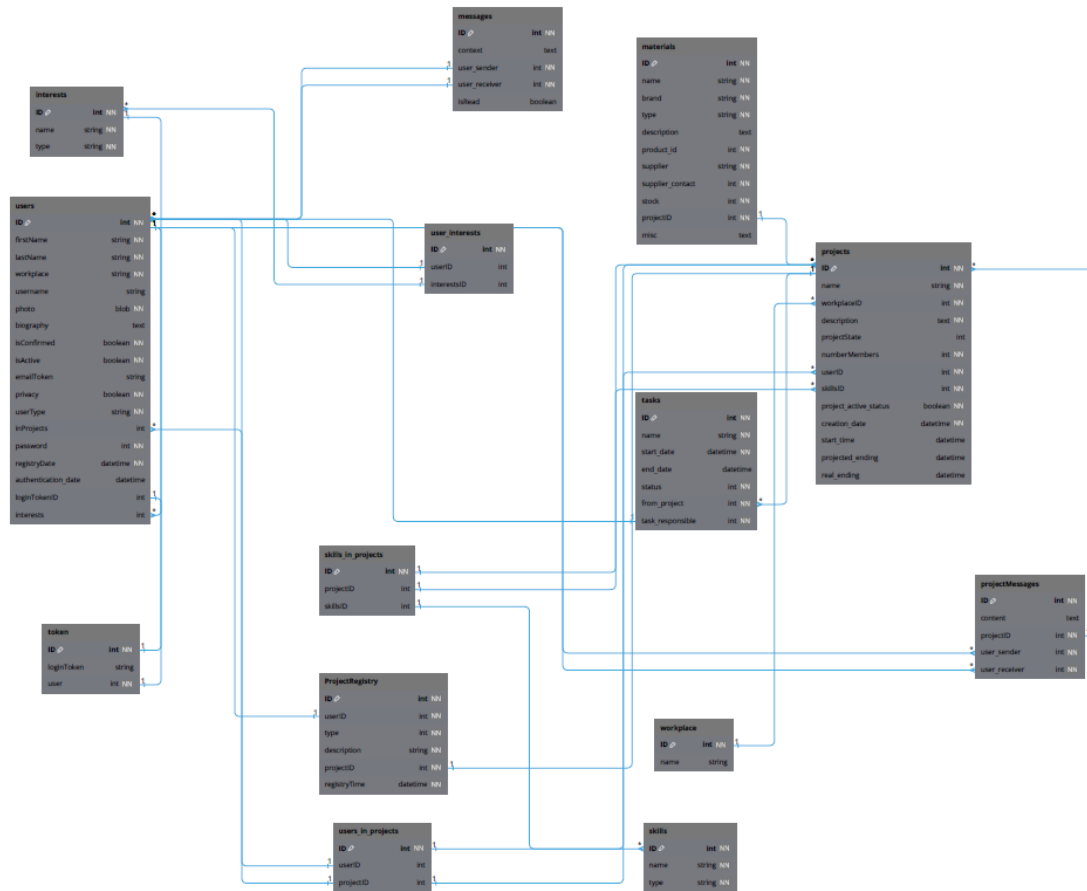 messages
ID int NN
context text
user_sender int NN
user_receiver int NN
isRead boolean
materials
ID int NN
name string NN
brand string NN
type string NN
description text
product_id int NN
supplier string NN
supplier_contact int NN
stock int NN
projectID int NN
misc text
interests
ID int NN
name string NN
type string NN
users
ID int NN
firstName string NN
lastName string NN
workplace string NN
username string
photo blob NN
biography text
isConfirmed boolean NN
isActive boolean NN
emailToken string
privacy boolean NN
userType string NN
inProjects int
password int NN
registryDate datetime NN
authentication_date datetime
loginTokenID int
interests int
user_interests
ID int NN
userID int
interestsID int
projects
ID int NN
name string NN
workplaceID int
description text NN
projectState int
numberMembers int NN
userID int NN
skillsID int NN
project_active_status boolean NN
creation_date datetime NN
start_time datetime
projected_ending datetime
real_ending datetime
tasks
ID int NN
name string NN
start_date datetime NN
end_date datetime
status int NN
from_project int NN
task_responsible int NN
skills_in_projects
ID int NN
projectID int
skillsID int
projectMessages
ID int NN
content text
projectID int NN
user_sender int NN
user_receiver int NN
token
ID int NN
loginToken string
user int NN
ProjectRegistry
ID int NN
userID int NN
type int NN
description string NN
projectID int NN
registryTime datetime NN
workplace
ID int NN
name string
users_in_projects
ID int NN
userID int
projectID int
skills
ID int NN
name string NN
type string NN